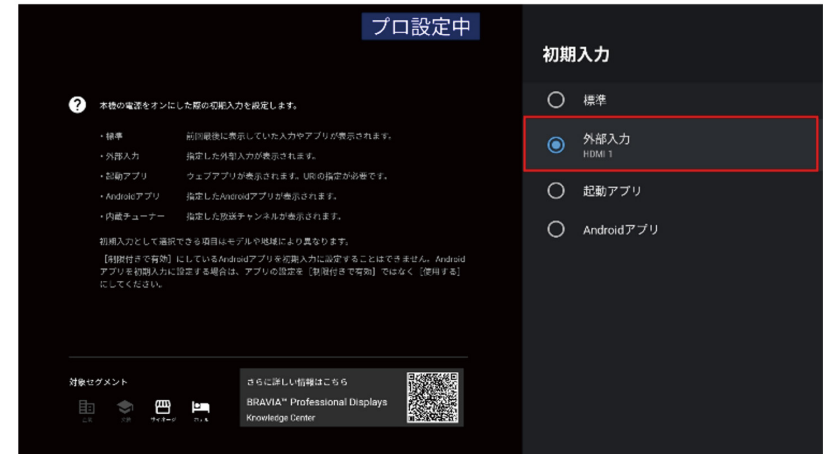 プロ設定中
初期入力
本機の電源をオンにした際の初期入力を設定します。
・標準 前回最後に表示していた入力やアプリが表示されます。
・外部入力 指定した外部入力が表示されます。
・起動アプリ ウェブアプリが表示されます。URIの指定が必要です。
・Androidアプリ 指定したAndroidアプリが表示されます。
・内蔵チューナー 指定した放送チャンネルが表示されます。
初期入力として選択できる項目はモデルや地域により異なります。
［制限付きで有効］にしているAndroidアプリを初期入力に設定することはできません。Android
アプリを初期入力に設定する場合は、アプリの設定を［制限付きで有効］ではなく［使用する］
にしてください。
標準
外部入力
HDMI 1
起動アプリ
Androidアプリ
対象セグメント
サイネージ
ホテル
さらに詳しい情報はこちら
BRAVIA™ Professional Displays
Knowledge Center